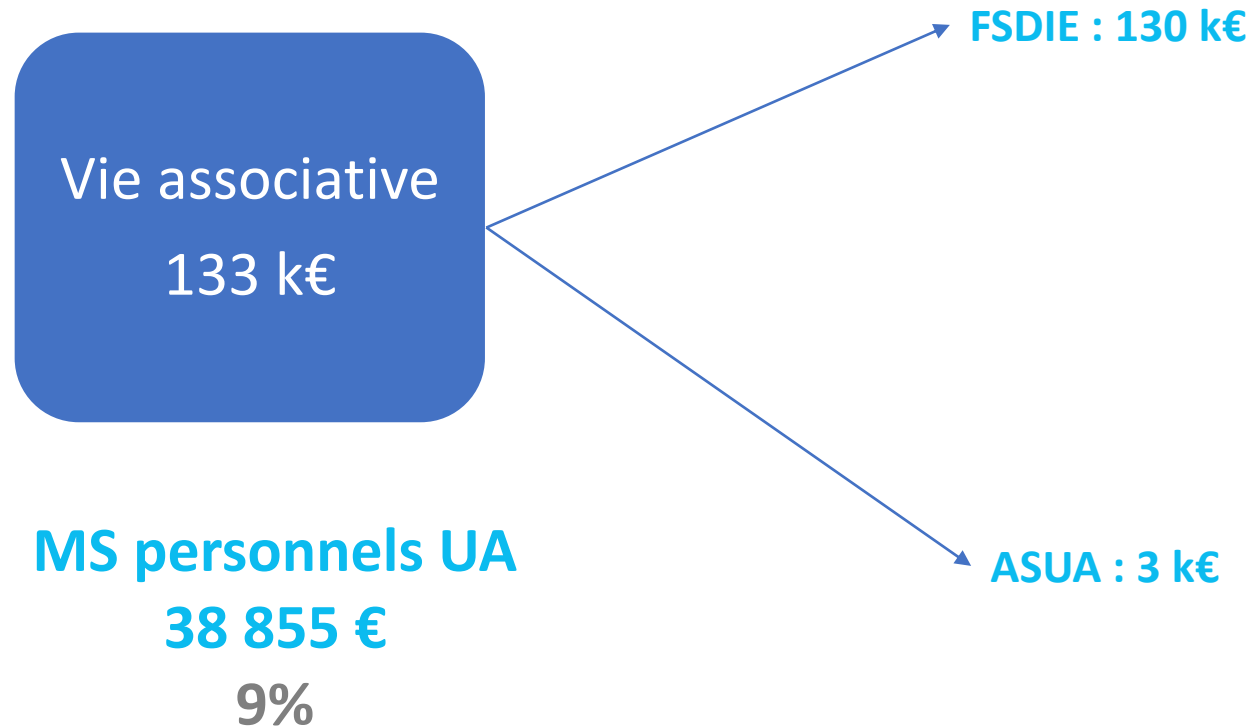 FSDIE : 130 k€
Vie associative
133 k€
MS personnels UA
38 855 €
9%
ASUA : 3 k€